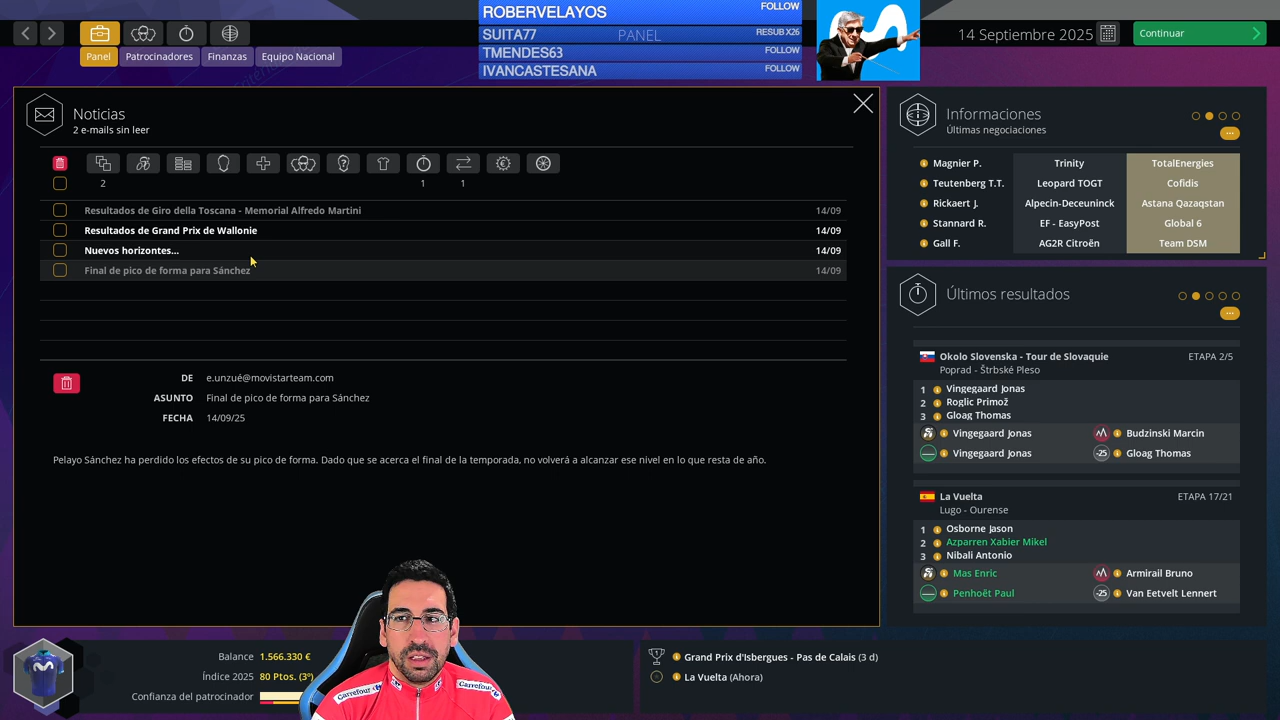 ROBERVELAYOS FOLLOW
SUITA77 RESUB X26
TMENDES63 FOLLOW
IVANCASTESANA FOLLOW
PANEL
14 Septiembre 2025
Continuar
Panel
Patrocinadores
Finanzas
Equipo Nacional
Noticias
2 e-mails sin leer
2 1 1
Resultados de Giro della Toscana - Memorial Alfredo Martini 14/09
Resultados de Grand Prix de Wallonie 14/09
Nuevos horizontes... 14/09
Final de pico de forma para Sánchez 14/09
DE e.unzué@movistarteam.com
ASUNTO Final de pico de forma para Sánchez
FECHA 14/09/25
Pelayo Sánchez ha perdido los efectos de su pico de forma. Dado que se acerca el final de la temporada, no volverá a alcanzar ese nivel en lo que resta de año.
Informaciones
Últimas negociaciones
Magnier P. Trinity TotalEnergies
Teutenberg T.T. Leopard TOGT Cofidis
Rickaert J. Alpecin-Deceuninck Astana Qazaqstan
Stannard R. EF - EasyPost Global 6
Gall F. AG2R Citroën Team DSM
Últimos resultados
Okolo Slovenska - Tour de Slovaquie ETAPA 2/5
Poprad - Štrbské Pleso
1 Vingegaard Jonas
2 Roglic Primož
3 Gloag Thomas
Vingegaard Jonas Budzinski Marcin
Vingegaard Jonas -25 Gloag Thomas
La Vuelta ETAPA 17/21
Lugo - Ourense
1 Osborne Jason
2 Azparren Xabier Mikel
3 Nibali Antonio
Mas Enric Armirail Bruno
Penhoët Paul -25 Van Eetvelt Lennert
Balance 1.566.330 €
Índice 2025 80 Ptos. (3º)
Confianza del patrocinador
Grand Prix d'Isbergues - Pas de Calais (3 d)
La Vuelta (Ahora)
Carrefour
Carrefour